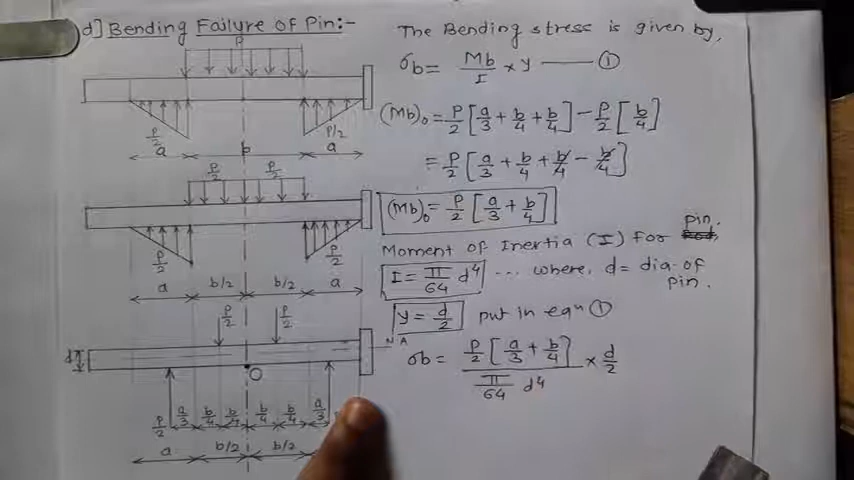 d] Bending Failure of Pin:-
P
P/2
P/2
a
b
a
P/2
P/2
P/2
P/2
a
b/2
b/2
a
P/2
P/2
d
N
A
O
P/2
a/3
b/4
b/4
b/4
b/4
a/3
a
b/2
b/2
The Bending stress is given by,
σb = Mb/I × y —— ①
(Mb)₀ = P/2 [a/3 + b/4 + b/4] - P/2 [b/4]
= P/2 [a/3 + b/4 + b/4 - b/4]
(Mb)₀ = P/2 [a/3 + b/4]
pin.
Moment of Inertia (I) for
I = π/64 d⁴ ... where, d = dia. of pin.
y = d/2 put in eqn ①
σb = P/2 [a/3 + b/4] / π/64 d⁴ × d/2